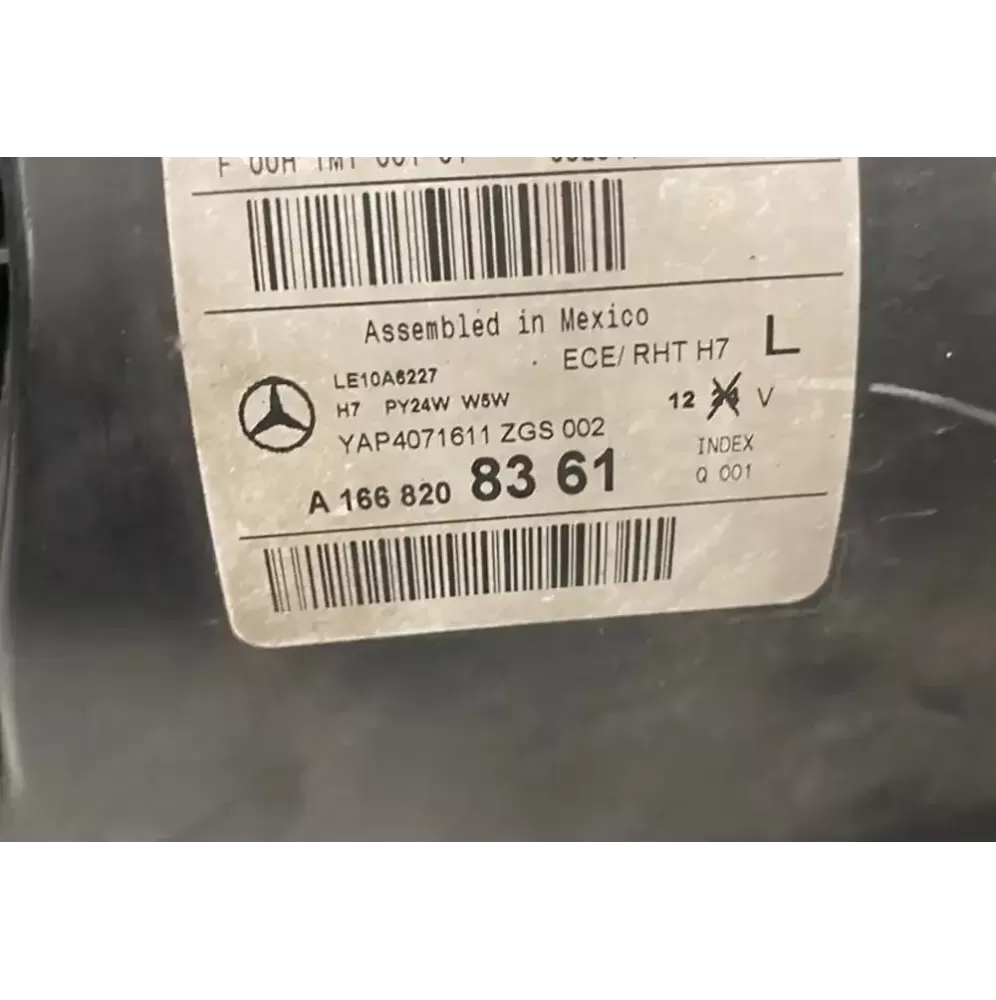 Assembled in Mexico
ECE/ RHT H7 L
LE10A6227
H7 PY24W W5W
12 V
YAP4071611 ZGS 002
INDEX
A 166 820 83 61
Q 001